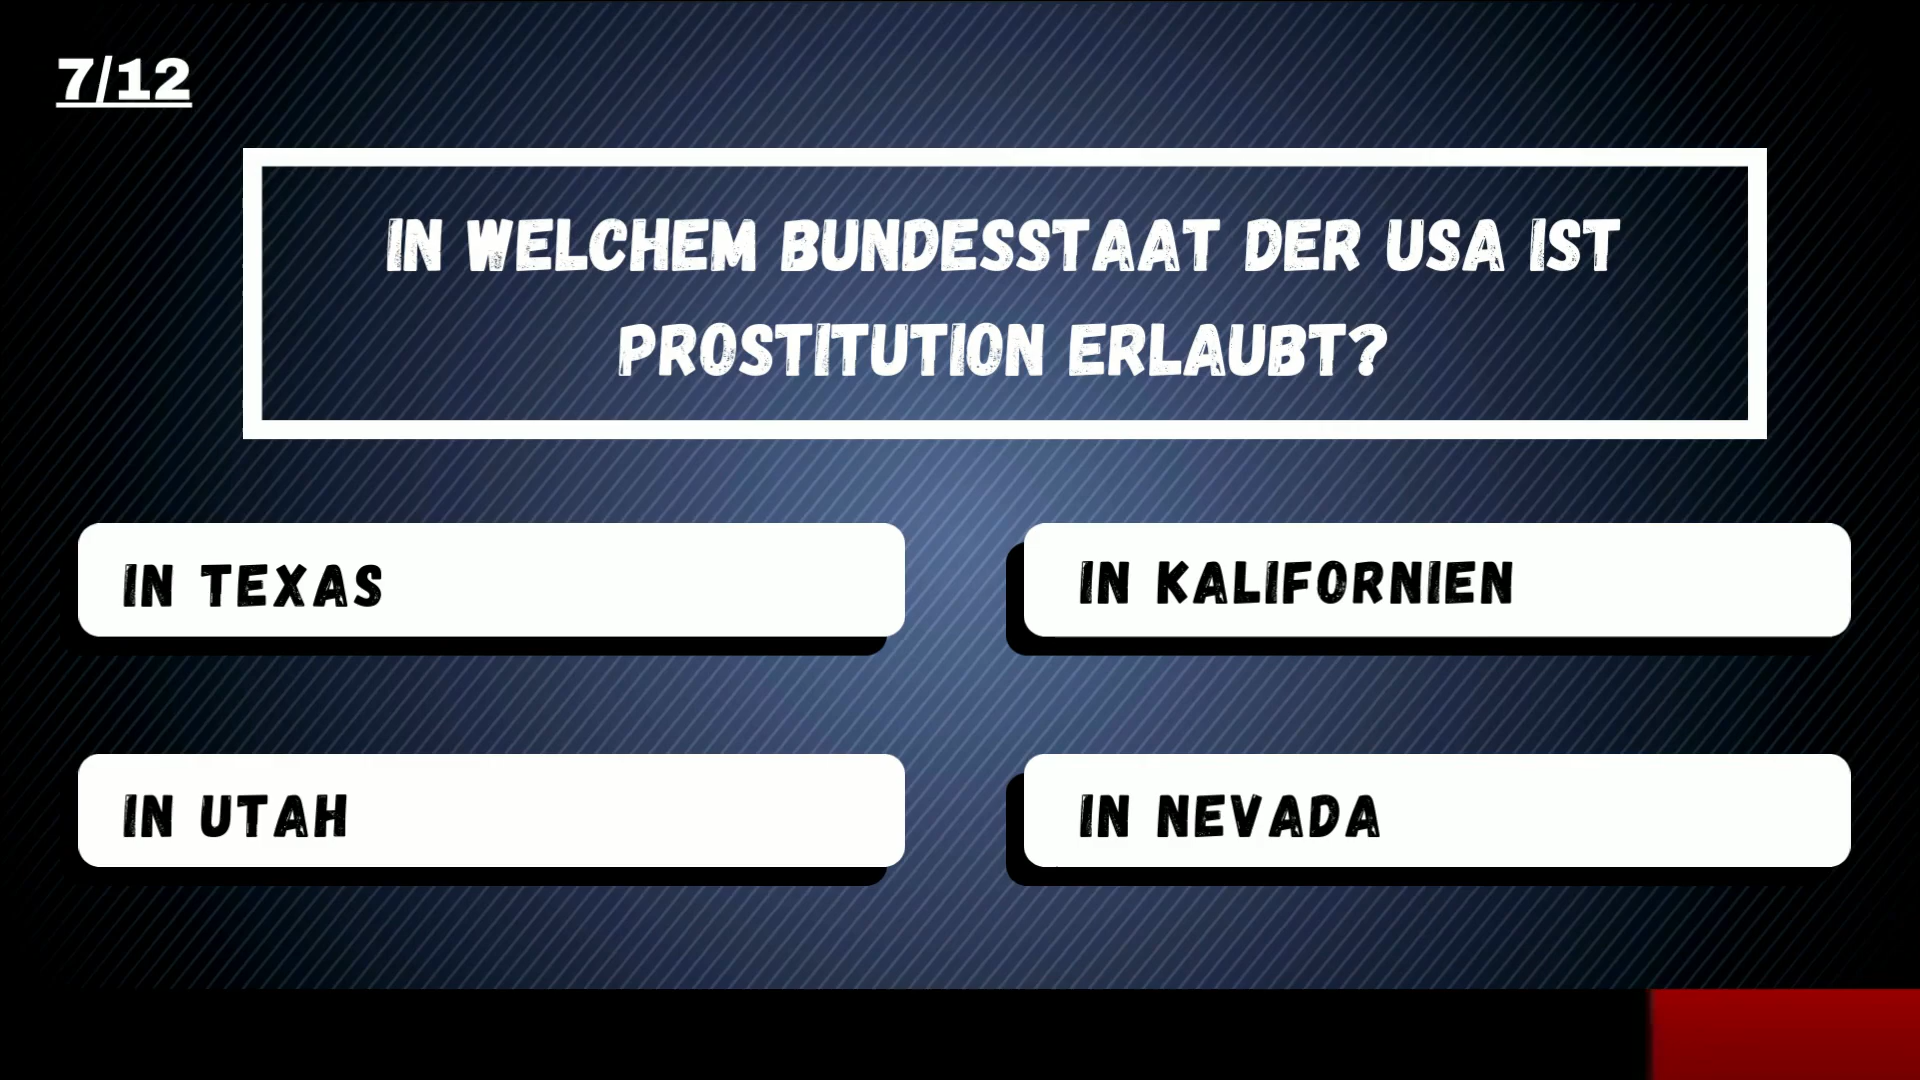 7/12
IN WELCHEM BUNDESSTAAT DER USA IST
PROSTITUTION ERLAUBT?
IN TEXAS
IN KALIFORNIEN
IN UTAH
IN NEVADA